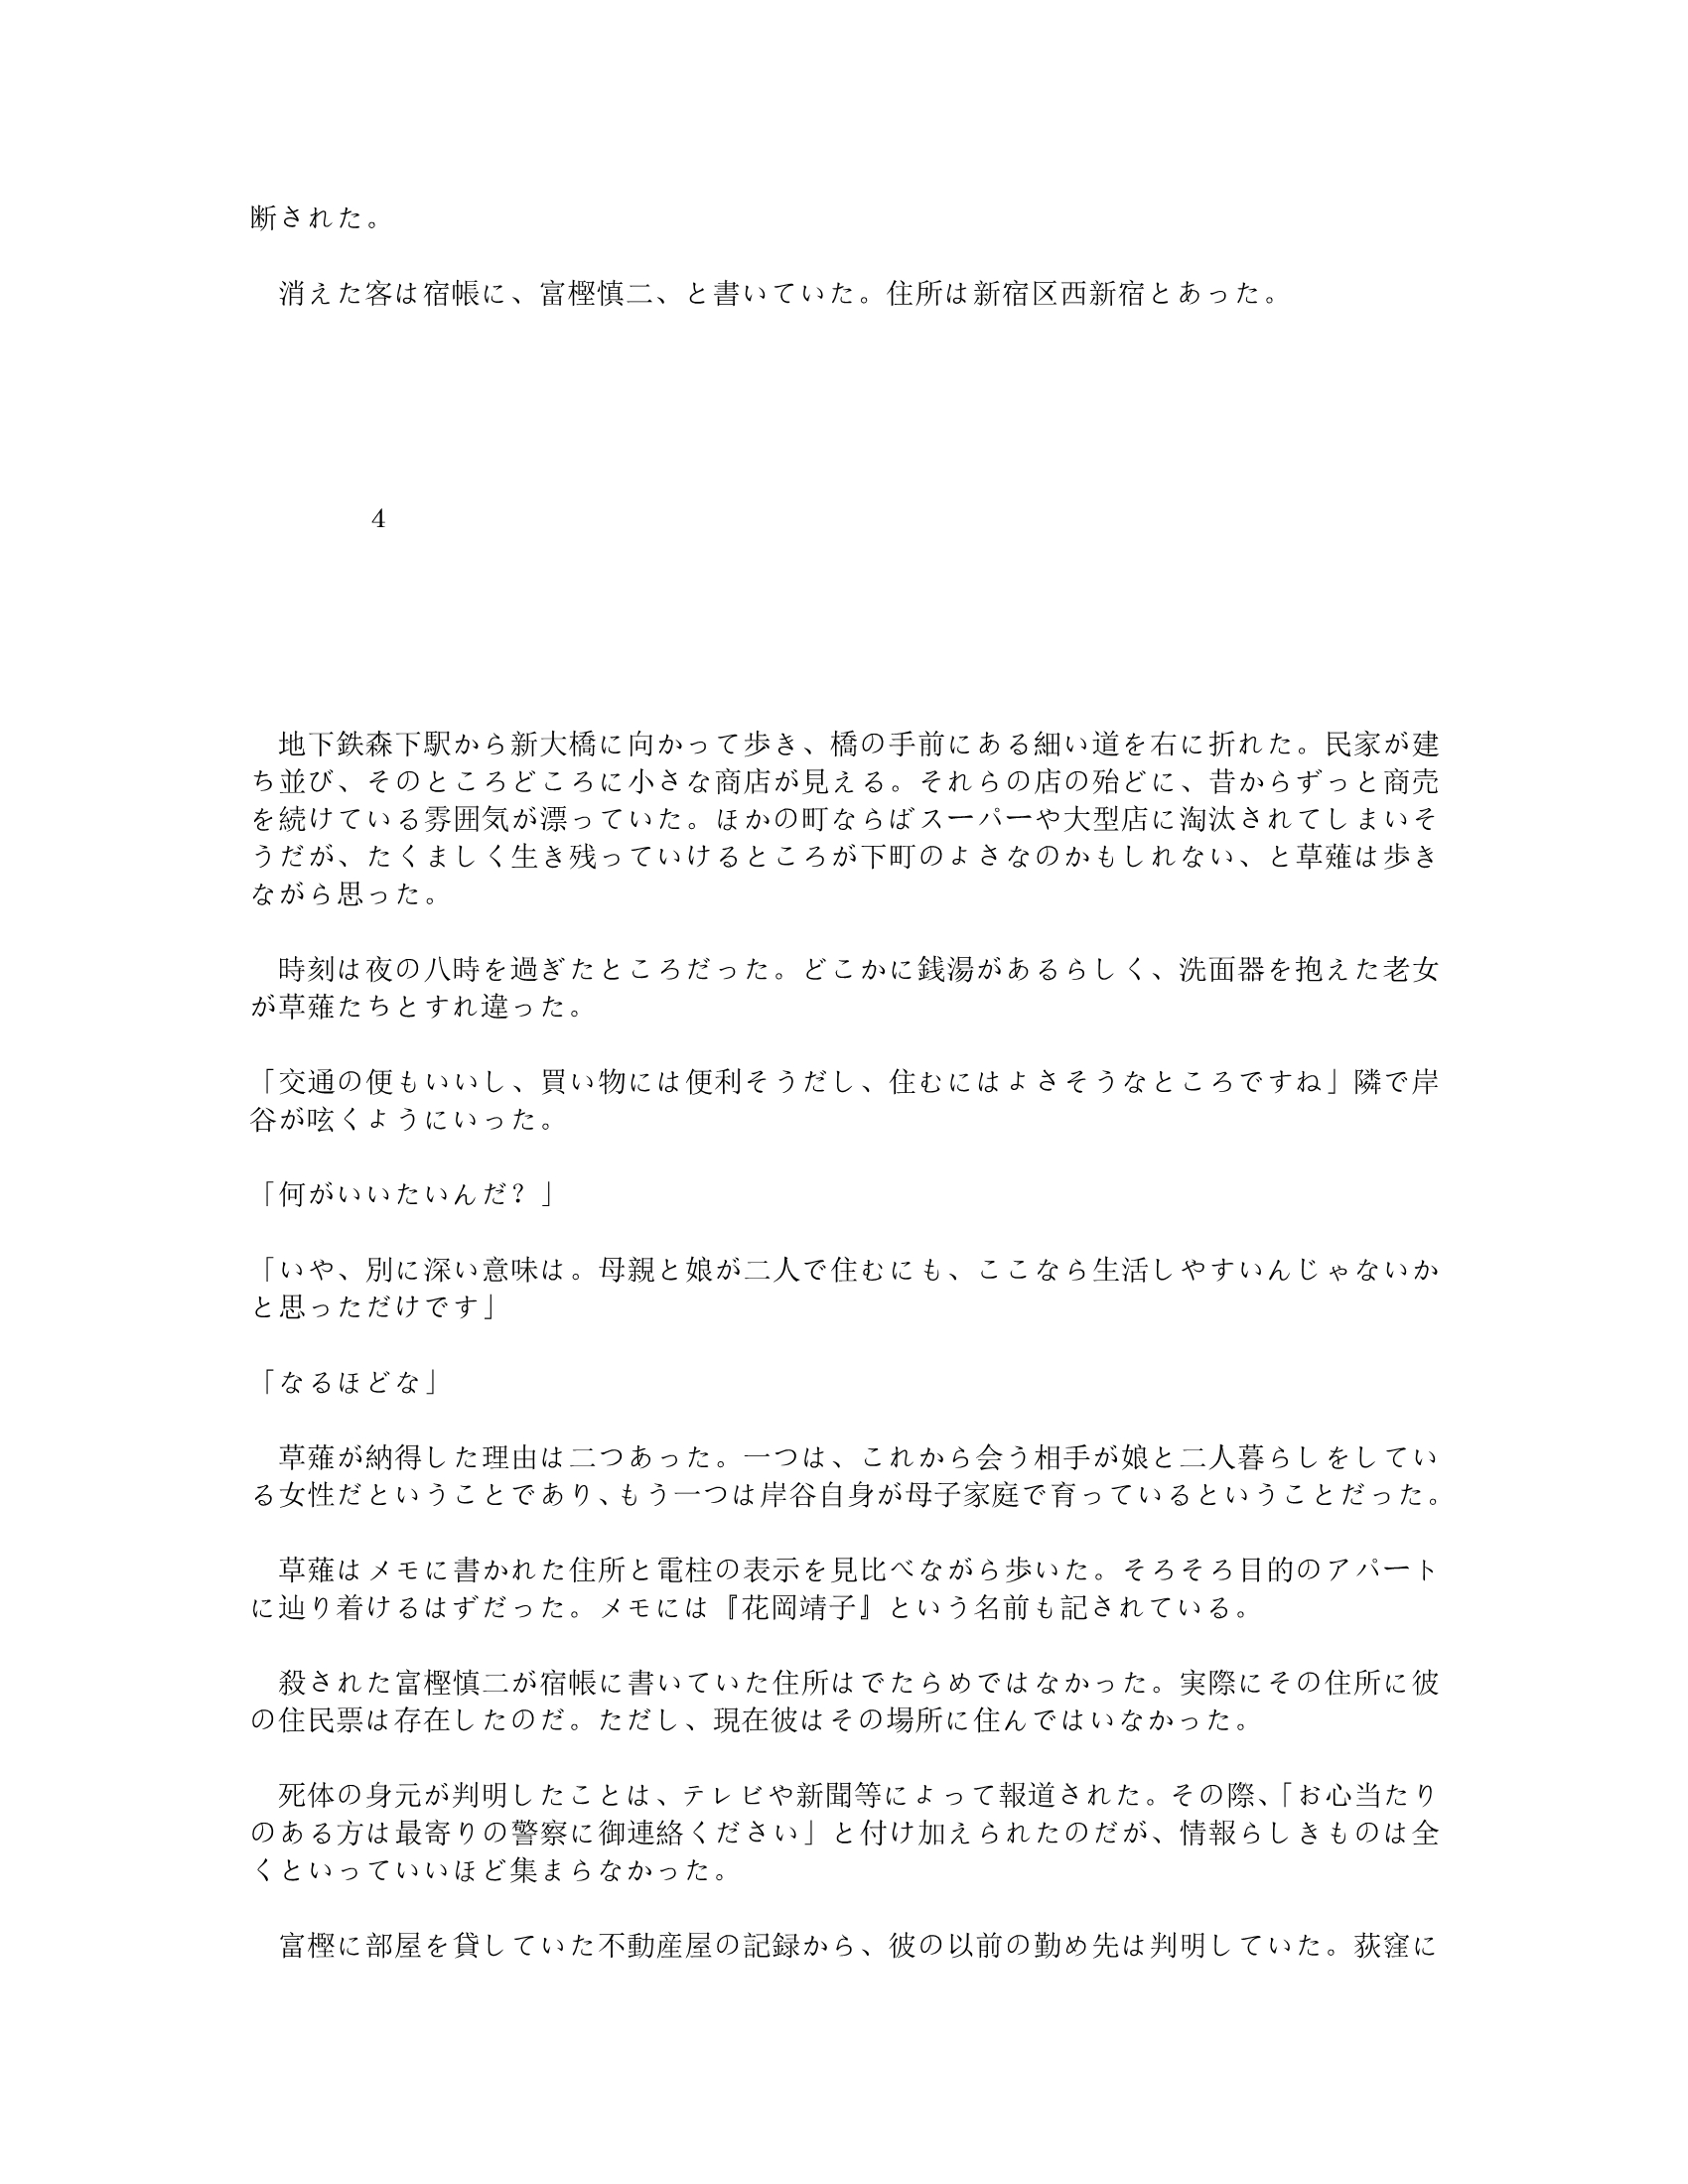 断された。
　消えた客は宿帳に、富樫慎二、と書いていた。住所は新宿区西新宿とあった。
4
　地下鉄森下駅から新大橋に向かって歩き、橋の手前にある細い道を右に折れた。民家が建
ち並び、そのところどころに小さな商店が見える。それらの店の殆どに、昔からずっと商売
を続けている雰囲気が漂っていた。ほかの町ならばスーパーや大型店に淘汰されてしまいそ
うだが、たくましく生き残っていけるところが下町のよさなのかもしれない、と草薙は歩き
ながら思った。
　時刻は夜の八時を過ぎたところだった。どこかに銭湯があるらしく、洗面器を抱えた老女
が草薙たちとすれ違った。
「交通の便もいいし、買い物には便利そうだし、住むにはよさそうなところですね」隣で岸
谷が呟くようにいった。
「何がいいたいんだ？」
「いや、別に深い意味は。母親と娘が二人で住むにも、ここなら生活しやすいんじゃないか
と思っただけです」
「なるほどな」
　草薙が納得した理由は二つあった。一つは、これから会う相手が娘と二人暮らしをしてい
る女性だということであり、もう一つは岸谷自身が母子家庭で育っているということだった。
　草薙はメモに書かれた住所と電柱の表示を見比べながら歩いた。そろそろ目的のアパート
に辿り着けるはずだった。メモには『花岡靖子』という名前も記されている。
　殺された富樫慎二が宿帳に書いていた住所はでたらめではなかった。実際にその住所に彼
の住民票は存在したのだ。ただし、現在彼はその場所に住んではいなかった。
　死体の身元が判明したことは、テレビや新聞等によって報道された。その際、「お心当たり
のある方は最寄りの警察に御連絡ください」と付け加えられたのだが、情報らしきものは全
くといっていいほど集まらなかった。
　富樫に部屋を貸していた不動産屋の記録から、彼の以前の勤め先は判明していた。荻窪に